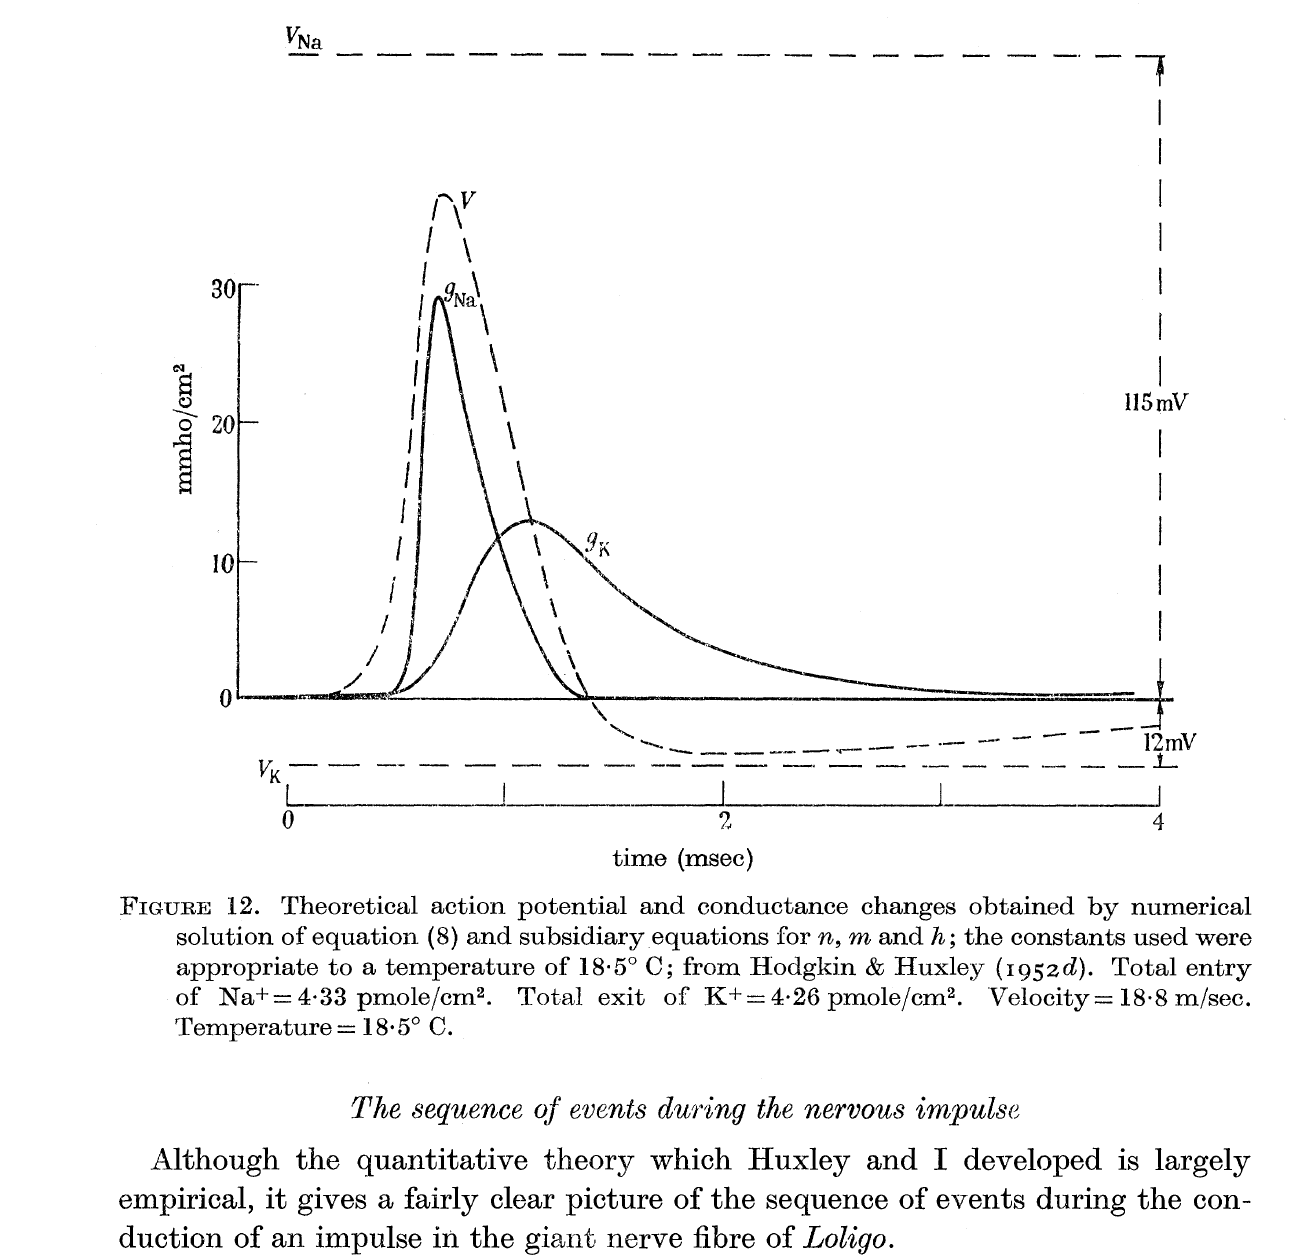 V_Na
V
30
g_Na
mmho/cm²
115 mV
20
g_K
10
0
12 mV
V_K
0 2 4
time (msec)
FIGURE 12. Theoretical action potential and conductance changes obtained by numerical
solution of equation (8) and subsidiary equations for n, m and h; the constants used were
appropriate to a temperature of 18·5° C; from Hodgkin & Huxley (1952d). Total entry
of Na+=4·33 pmole/cm². Total exit of K+=4·26 pmole/cm². Velocity=18·8 m/sec.
Temperature=18·5° C.
The sequence of events during the nervous impulse
Although the quantitative theory which Huxley and I developed is largely
empirical, it gives a fairly clear picture of the sequence of events during the con-
duction of an impulse in the giant nerve fibre of Loligo.